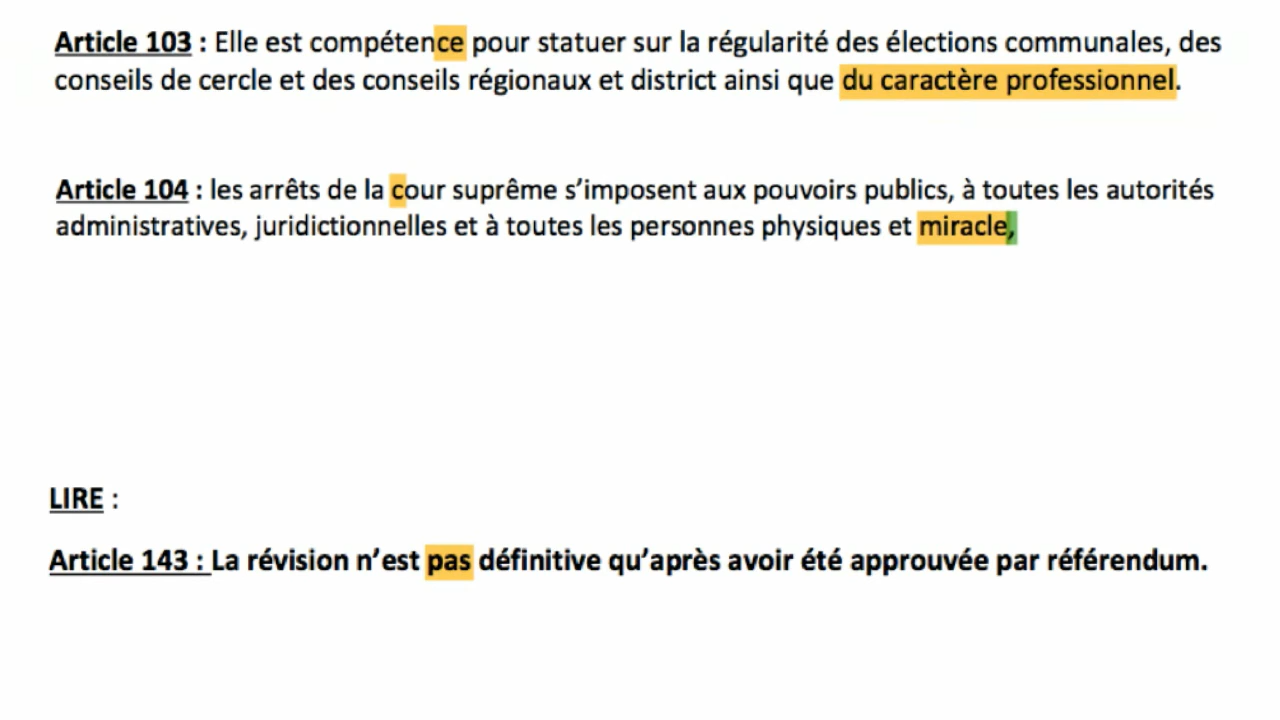 Article 103 : Elle est compétence pour statuer sur la régularité des élections communales, des
conseils de cercle et des conseils régionaux et district ainsi que du caractère professionnel.
Article 104 : les arrêts de la cour suprême s’imposent aux pouvoirs publics, à toutes les autorités
administratives, juridictionnelles et à toutes les personnes physiques et miracle,
LIRE :
Article 143 : La révision n’est pas définitive qu’après avoir été approuvée par référendum.